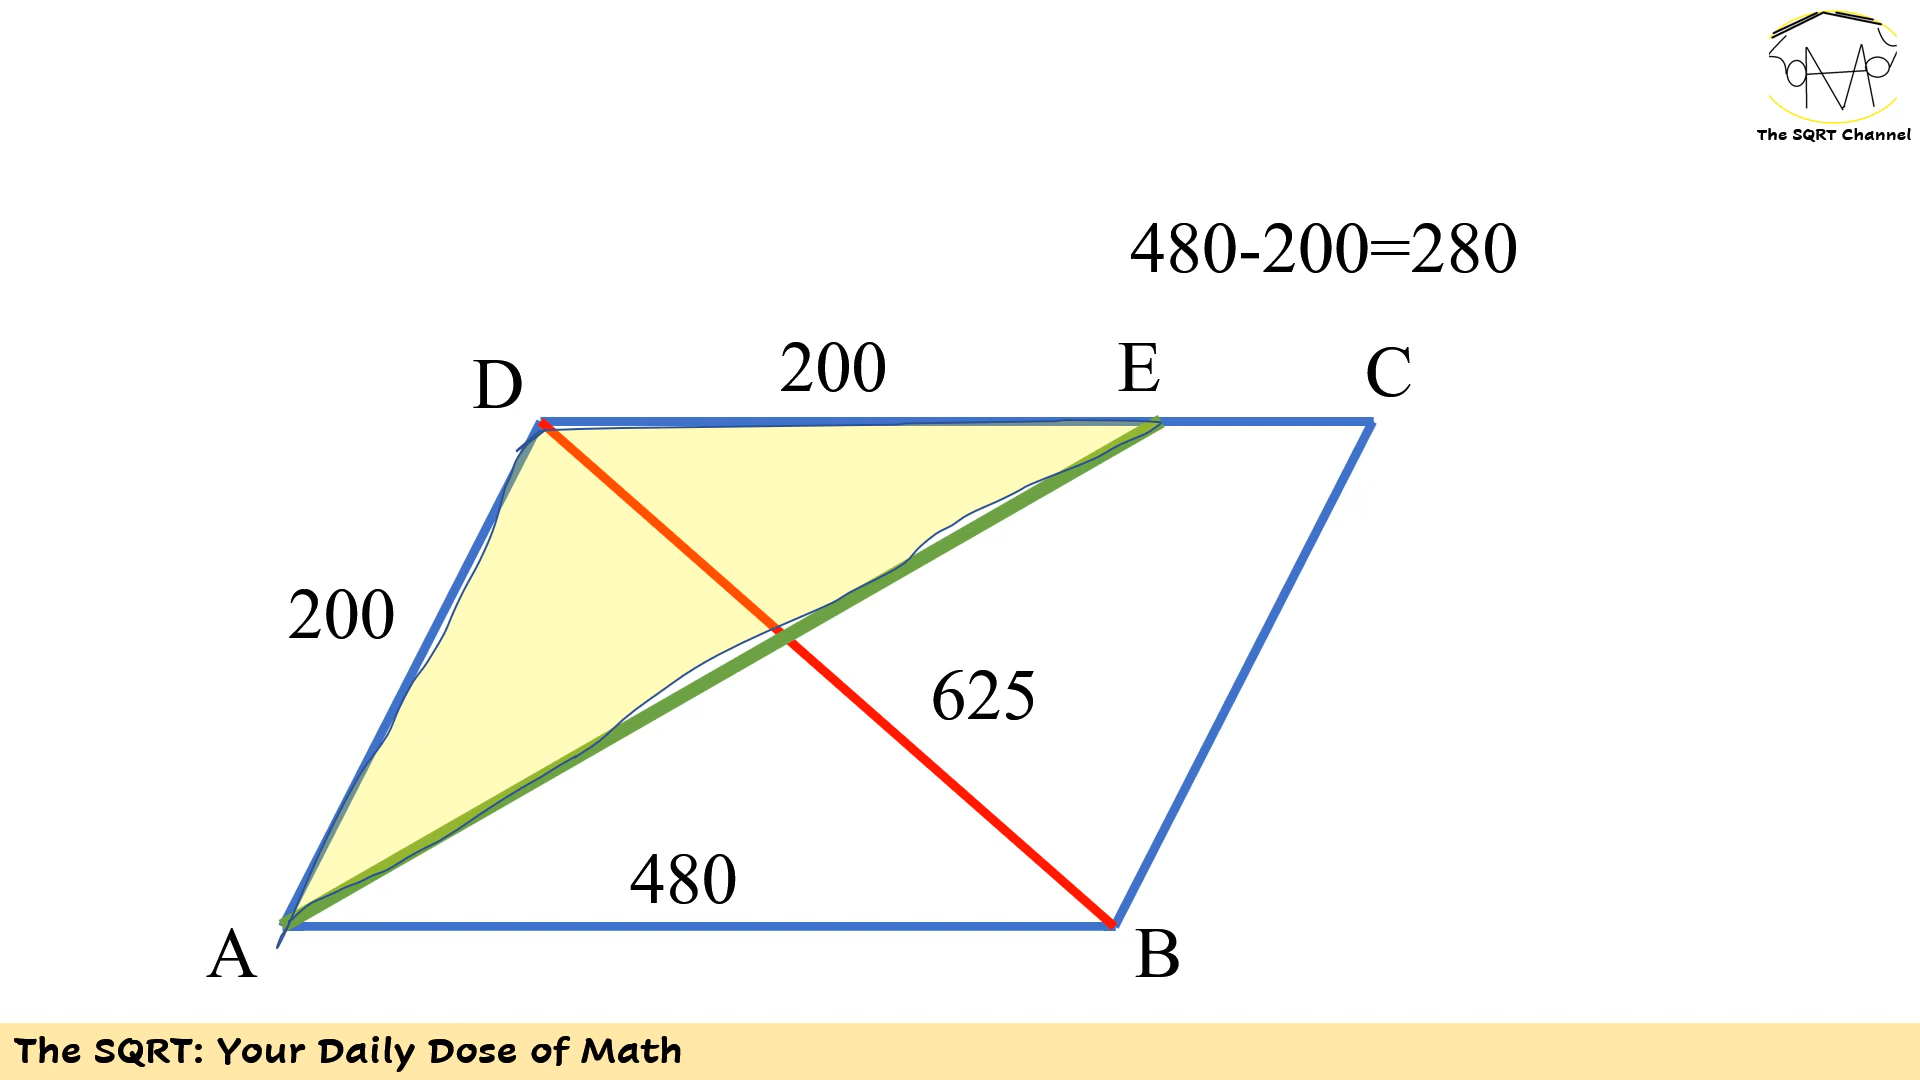 The SQRT Channel
480-200=280
D
200
E
C
200
625
480
A
B
The SQRT: Your Daily Dose of Math